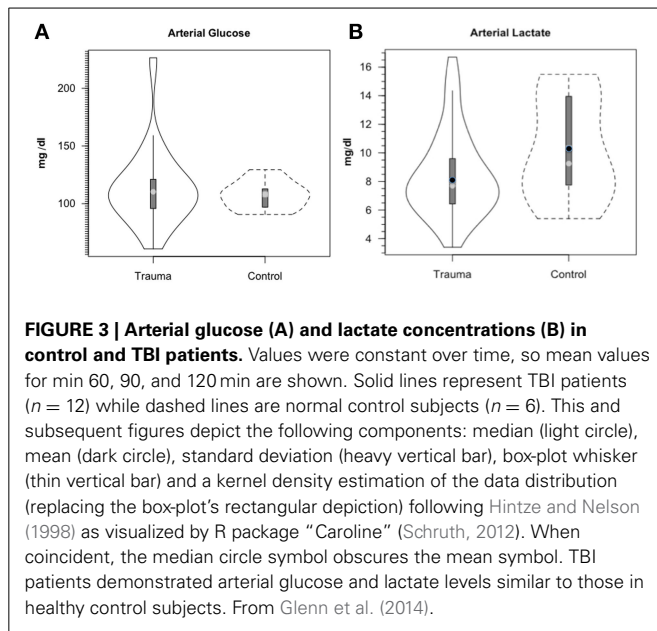 A
Arterial Glucose
mg/dl
200
150
100
Trauma
Control
B
Arterial Lactate
mg/dl
16
14
12
10
8
6
4
Trauma
Control
FIGURE 3 | Arterial glucose (A) and lactate concentrations (B) in
control and TBI patients. Values were constant over time, so mean values
for min 60, 90, and 120 min are shown. Solid lines represent TBI patients
(n = 12) while dashed lines are normal control subjects (n = 6). This and
subsequent figures depict the following components: median (light circle),
mean (dark circle), standard deviation (heavy vertical bar), box-plot whisker
(thin vertical bar) and a kernel density estimation of the data distribution
(replacing the box-plot's rectangular depiction) following Hintze and Nelson
(1998) as visualized by R package "Caroline" (Schruth, 2012). When
coincident, the median circle symbol obscures the mean symbol. TBI
patients demonstrated arterial glucose and lactate levels similar to those in
healthy control subjects. From Glenn et al. (2014).